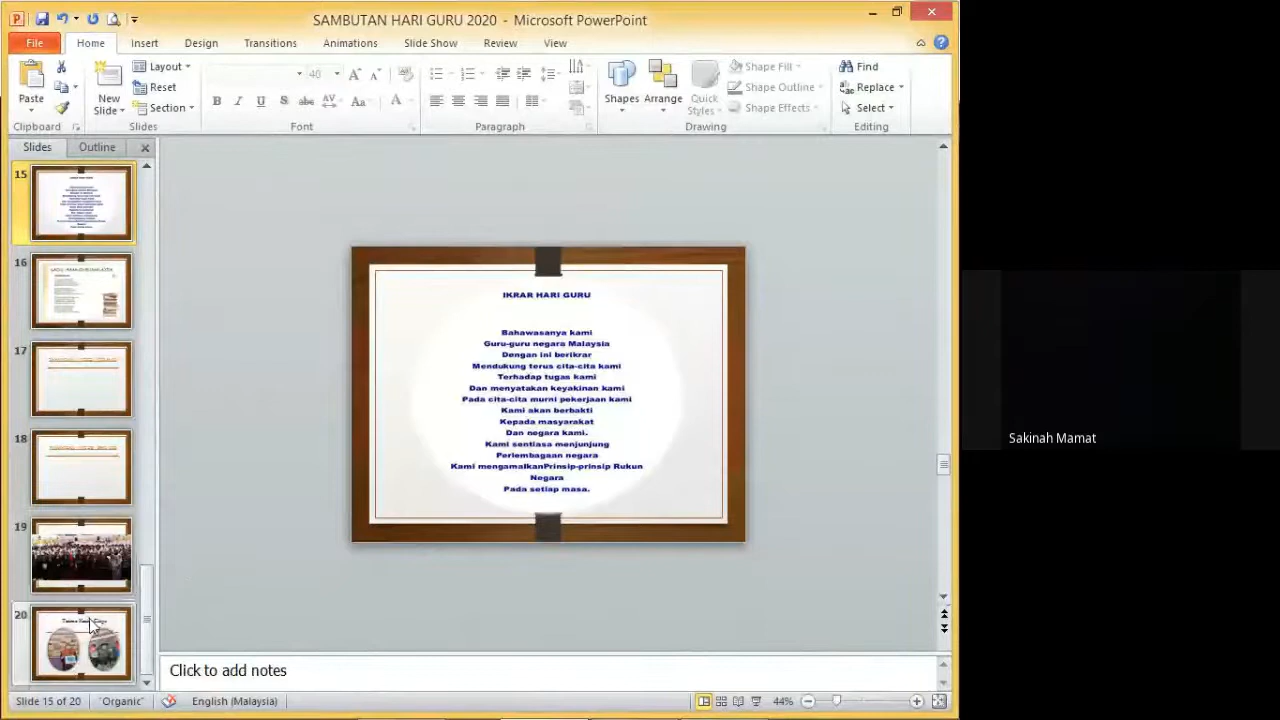 SAMBUTAN HARI GURU 2020 - Microsoft PowerPoint
File Home Insert Design Transitions Animations Slide Show Review View
Paste
Clipboard
New Slide
Layout
Reset
Section
Slides
40
B I U S abc AV Aa A
Font
Paragraph
Shapes
Arrange
Quick Styles
Shape Fill
Shape Outline
Shape Effects
Drawing
Find
Replace
Select
Editing
Slides Outline
15
16
17
18
19
20
IKRAR HARI GURU
Bahawasanya kami
Guru-guru negara Malaysia
Dengan ini berikrar
Mendukung terus cita-cita kami
Terhadap tugas kami
Dan menyatakan keyakinan kami
Pada cita-cita murni pekerjaan kami
Kami akan berbakti
Kepada masyarakat
Dan negara kami.
Kami sentiasa menjunjung
Perlembagaan negara
Kami mengamalkanPrinsip-prinsip Rukun
Negara
Pada setiap masa.
Sakinah Mamat
Click to add notes
Slide 15 of 20 "Organic" English (Malaysia) 44%